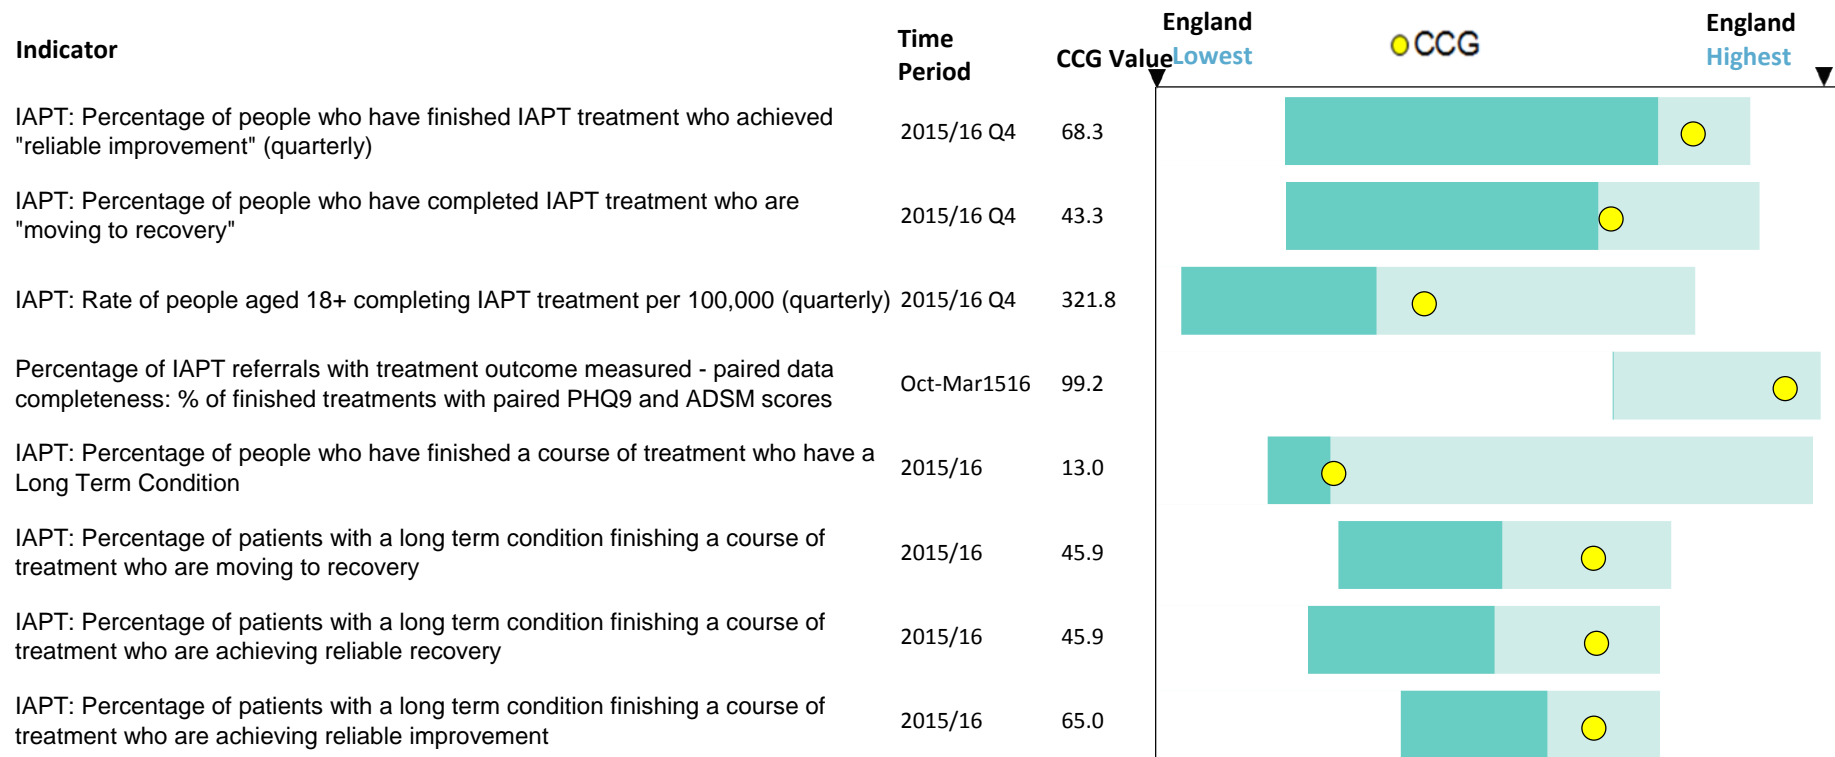 Indicator
Time
Period
CCG Value
England
Lowest
CCG
England
Highest
IAPT: Percentage of people who have finished IAPT treatment who achieved
"reliable improvement" (quarterly)
2015/16 Q4
68.3
IAPT: Percentage of people who have completed IAPT treatment who are
"moving to recovery"
2015/16 Q4
43.3
IAPT: Rate of people aged 18+ completing IAPT treatment per 100,000 (quarterly)
2015/16 Q4
321.8
Percentage of IAPT referrals with treatment outcome measured - paired data
completeness: % of finished treatments with paired PHQ9 and ADSM scores
Oct-Mar1516
99.2
IAPT: Percentage of people who have finished a course of treatment who have a
Long Term Condition
2015/16
13.0
IAPT: Percentage of patients with a long term condition finishing a course of
treatment who are moving to recovery
2015/16
45.9
IAPT: Percentage of patients with a long term condition finishing a course of
treatment who are achieving reliable recovery
2015/16
45.9
IAPT: Percentage of patients with a long term condition finishing a course of
treatment who are achieving reliable improvement
2015/16
65.0